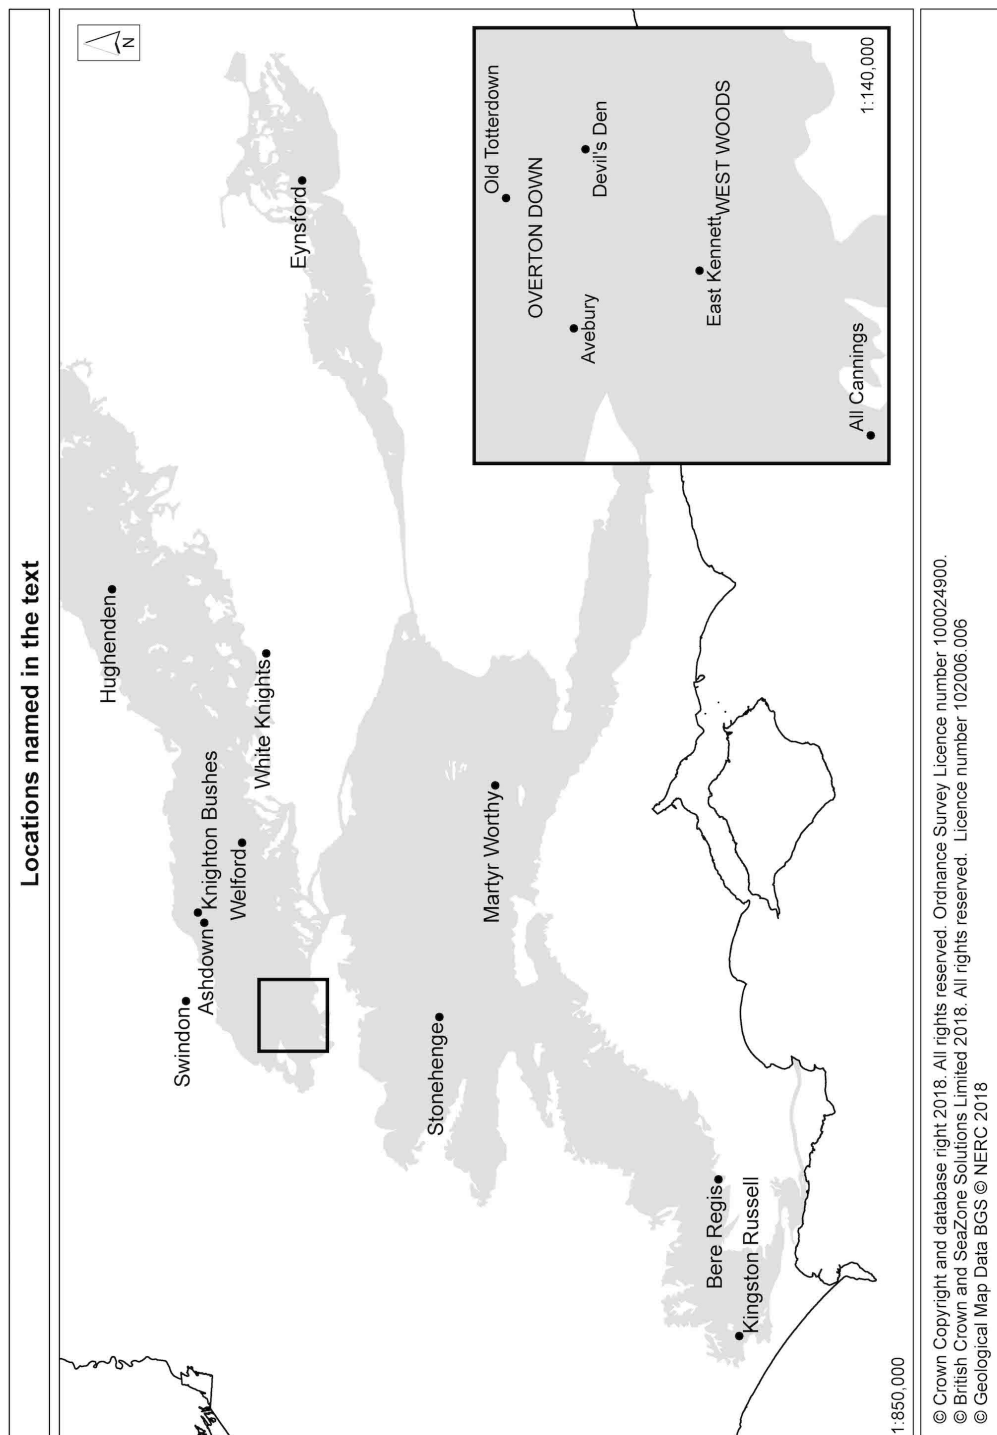 Locations named in the text
N
Swindon
Ashdown
Knighton Bushes
Welford
White Knights
Hughenden
Eynsford
Stonehenge
Martyr Worthy
Bere Regis
Kingston Russell
1:850,000
Old Totterdown
OVERTON DOWN
Avebury
Devil's Den
East Kennett
WEST WOODS
All Cannings
1:140,000
© Crown Copyright and database right 2018. All rights reserved. Ordnance Survey Licence number 100024900.
© British Crown and SeaZone Solutions Limited 2018. All rights reserved. Licence number 102006.006
© Geological Map Data BGS © NERC 2018